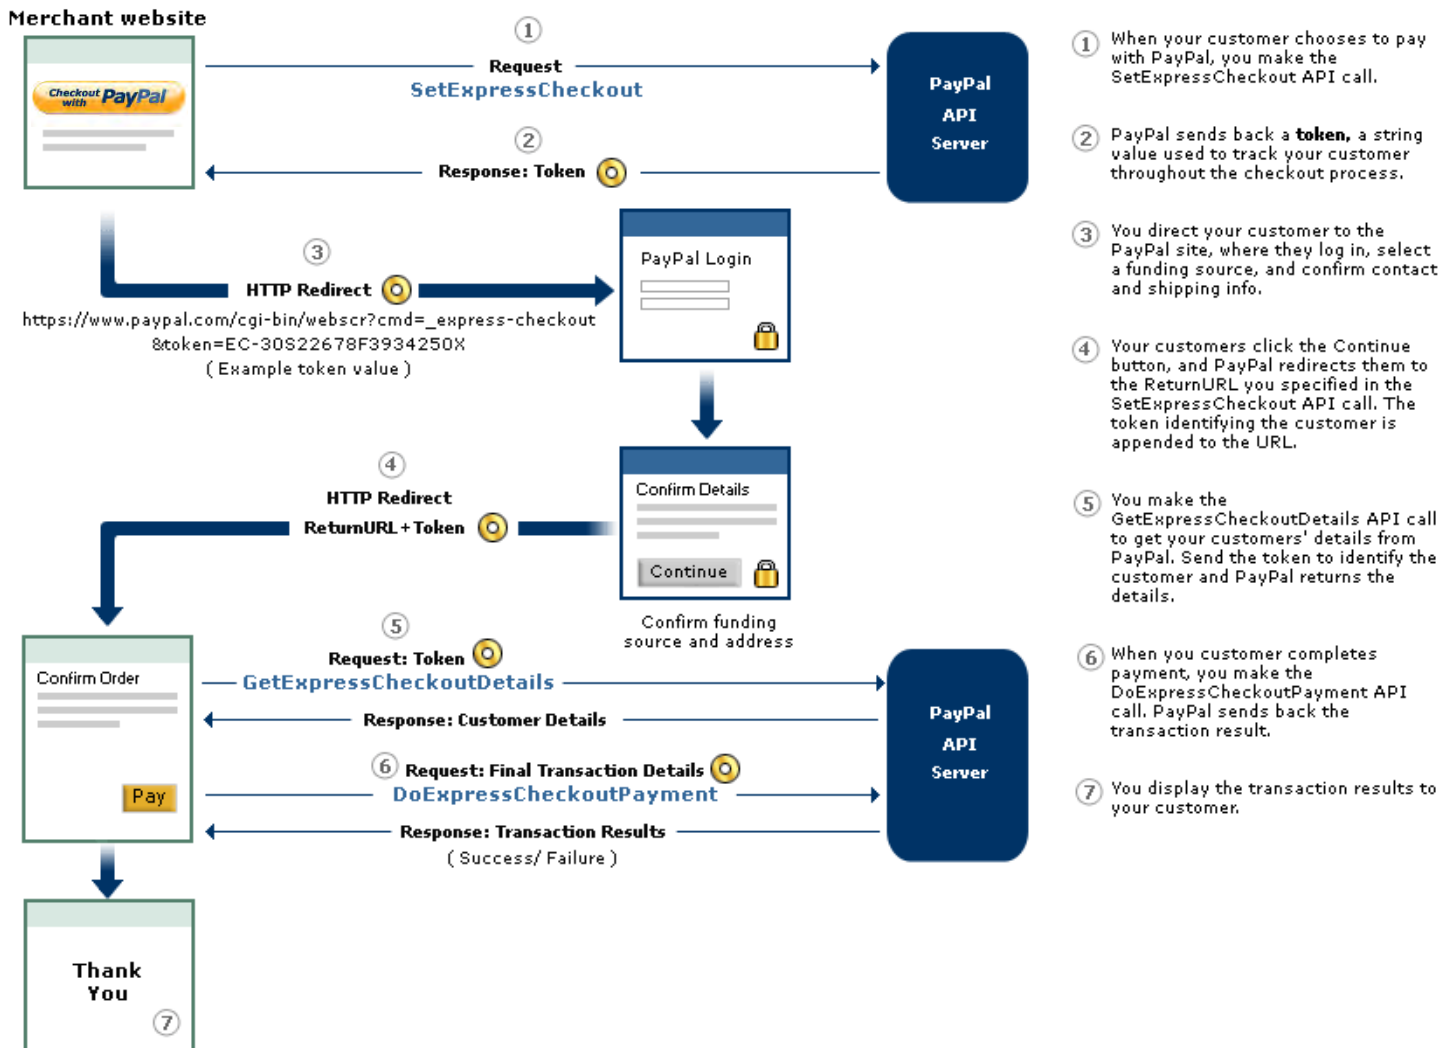 Merchant website
Checkout
with PayPal
1
Request
SetExpressCheckout
PayPal
API
Server
2
Response: Token
3
HTTP Redirect
https://www.paypal.com/cgi-bin/webscr?cmd=_express-checkout
&token=EC-30S22678F3934250X
( Example token value )
PayPal Login
4
HTTP Redirect
ReturnURL + Token
Confirm Details
Continue
Confirm funding
source and address
5
Request: Token
GetExpressCheckoutDetails
Response: Customer Details
Confirm Order
Pay
6 Request: Final Transaction Details
DoExpressCheckoutPayment
Response: Transaction Results
( Success/ Failure )
PayPal
API
Server
Thank
You
7
1 When your customer chooses to pay
with PayPal, you make the
SetExpressCheckout API call.
2 PayPal sends back a token, a string
value used to track your customer
throughout the checkout process.
3 You direct your customer to the
PayPal site, where they log in, select
a funding source, and confirm contact
and shipping info.
4 Your customers click the Continue
button, and PayPal redirects them to
the ReturnURL you specified in the
SetExpressCheckout API call. The
token identifying the customer is
appended to the URL.
5 You make the
GetExpressCheckoutDetails API call
to get your customers' details from
PayPal. Send the token to identify the
customer and PayPal returns the
details.
6 When you customer completes
payment, you make the
DoExpressCheckoutPayment API
call. PayPal sends back the
transaction result.
7 You display the transaction results to
your customer.